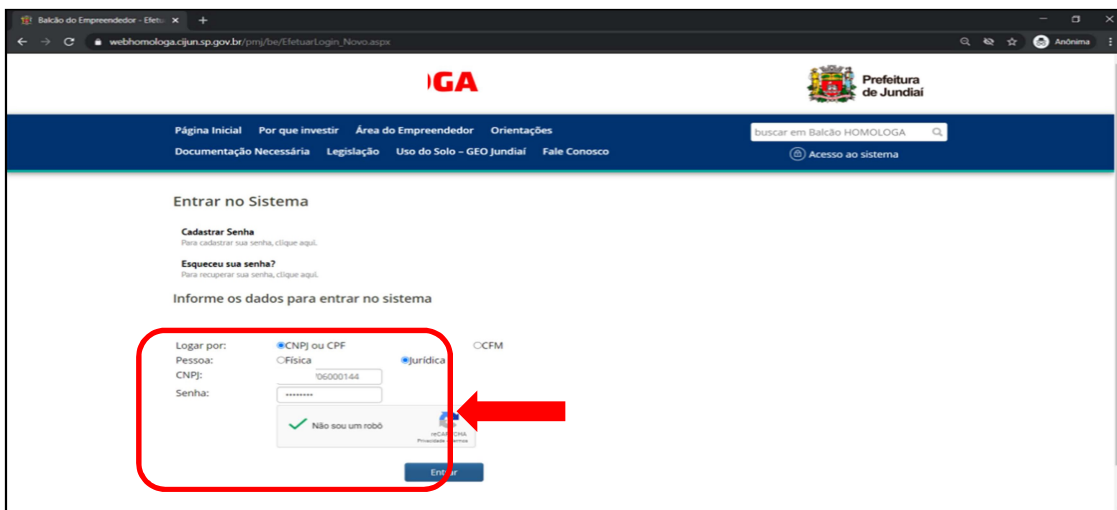 Balcão do Empreendedor - Efetu
webhomologa.cijun.sp.gov.br/pmj/be/EfetuarLogin_Novo.aspx
Anônima
OGA
Prefeitura
de Jundiaí
Página Inicial Por que investir Área do Empreendedor Orientações
buscar em Balcão HOMOLOGA
Documentação Necessária Legislação Uso do Solo – GEO Jundiaí Fale Conosco
Acesso ao sistema
Entrar no Sistema
Cadastrar Senha
Para cadastrar sua senha, clique aqui.
Esqueceu sua senha?
Para recuperar sua senha, clique aqui.
Informe os dados para entrar no sistema
Logar por: CNPJ ou CPF CFM
Pessoa: Física Jurídica
CNPJ: 06000144
Senha: ••••••••
Não sou um robô
reCAPTCHA
Privacidade
Entrar